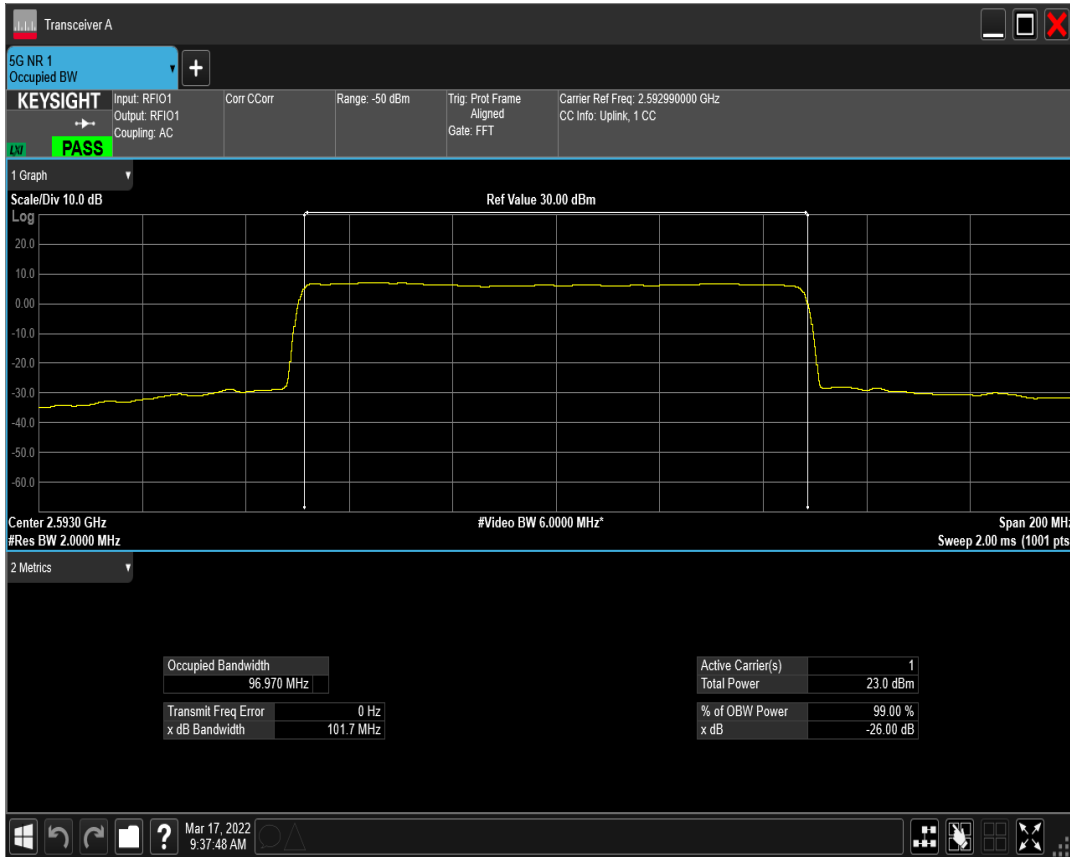 Transceiver A
5G NR 1
Occupied BW
+
KEYSIGHT
LXI
PASS
Input: RFIO1
Output: RFIO1
Coupling: AC
Corr CCorr
Range: -50 dBm
Trig: Prot Frame
Aligned
Gate: FFT
Carrier Ref Freq: 2.592990000 GHz
CC Info: Uplink, 1 CC
1 Graph
Scale/Div 10.0 dB
Ref Value 30.00 dBm
Log
20.0
10.0
0.00
-10.0
-20.0
-30.0
-40.0
-50.0
-60.0
Center 2.5930 GHz
#Video BW 6.0000 MHz*
Span 200 MHz
#Res BW 2.0000 MHz
Sweep 2.00 ms (1001 pts
2 Metrics
Occupied Bandwidth
96.970 MHz
Transmit Freq Error 0 Hz
x dB Bandwidth 101.7 MHz
Active Carrier(s) 1
Total Power 23.0 dBm
% of OBW Power 99.00 %
x dB -26.00 dB
?
Mar 17, 2022
9:37:48 AM